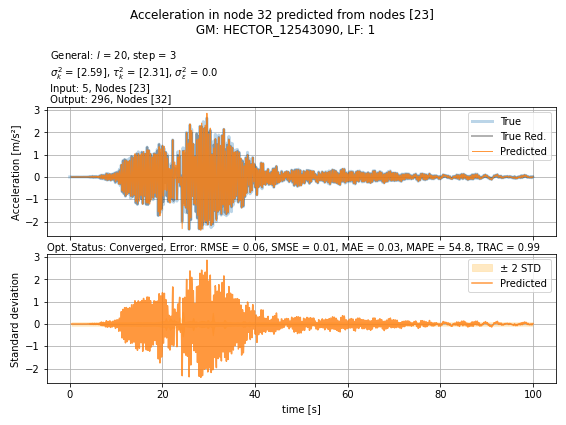 Acceleration in node 32 predicted from nodes [23]
GM: HECTOR_12543090, LF: 1
General: l = 20, step = 3
σ²ₖ = [2.59], τ²ₖ = [2.31], σ²ε = 0.0
Input: 5, Nodes [23]
Output: 296, Nodes [32]
Acceleration [m/s²]
3
2
1
0
−1
−2
True
True Red.
Predicted
Opt. Status: Converged, Error: RMSE = 0.06, SMSE = 0.01, MAE = 0.03, MAPE = 54.8, TRAC = 0.99
Standard deviation
3
2
1
0
−1
−2
± 2 STD
Predicted
0 20 40 60 80 100
time [s]